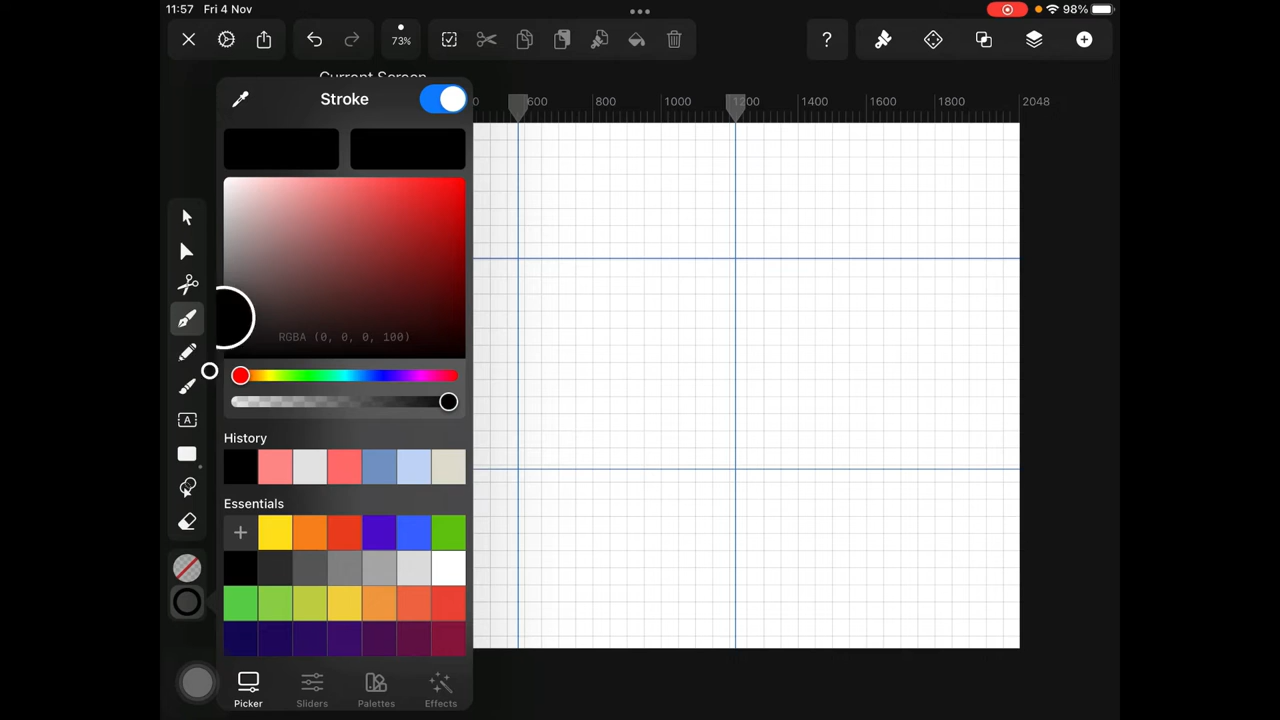 11:57 Fri 4 Nov
98%
73%
?
Current Screen
Stroke
0 600 800 1000 1200 1400 1600 1800 2048
RGBA (0, 0, 0, 100)
A
History
Essentials
+
Picker Sliders Palettes Effects